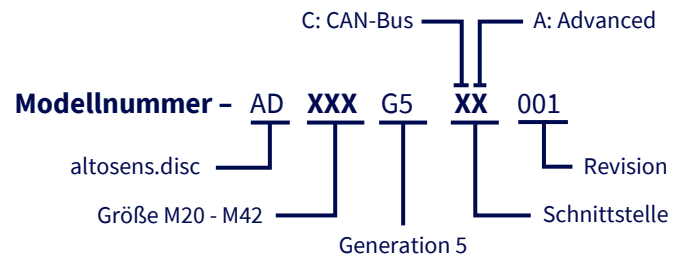 C: CAN-Bus A: Advanced
Modellnummer – AD XXX G5 XX 001
altosens.disc Revision
Größe M20 - M42 Schnittstelle
Generation 5